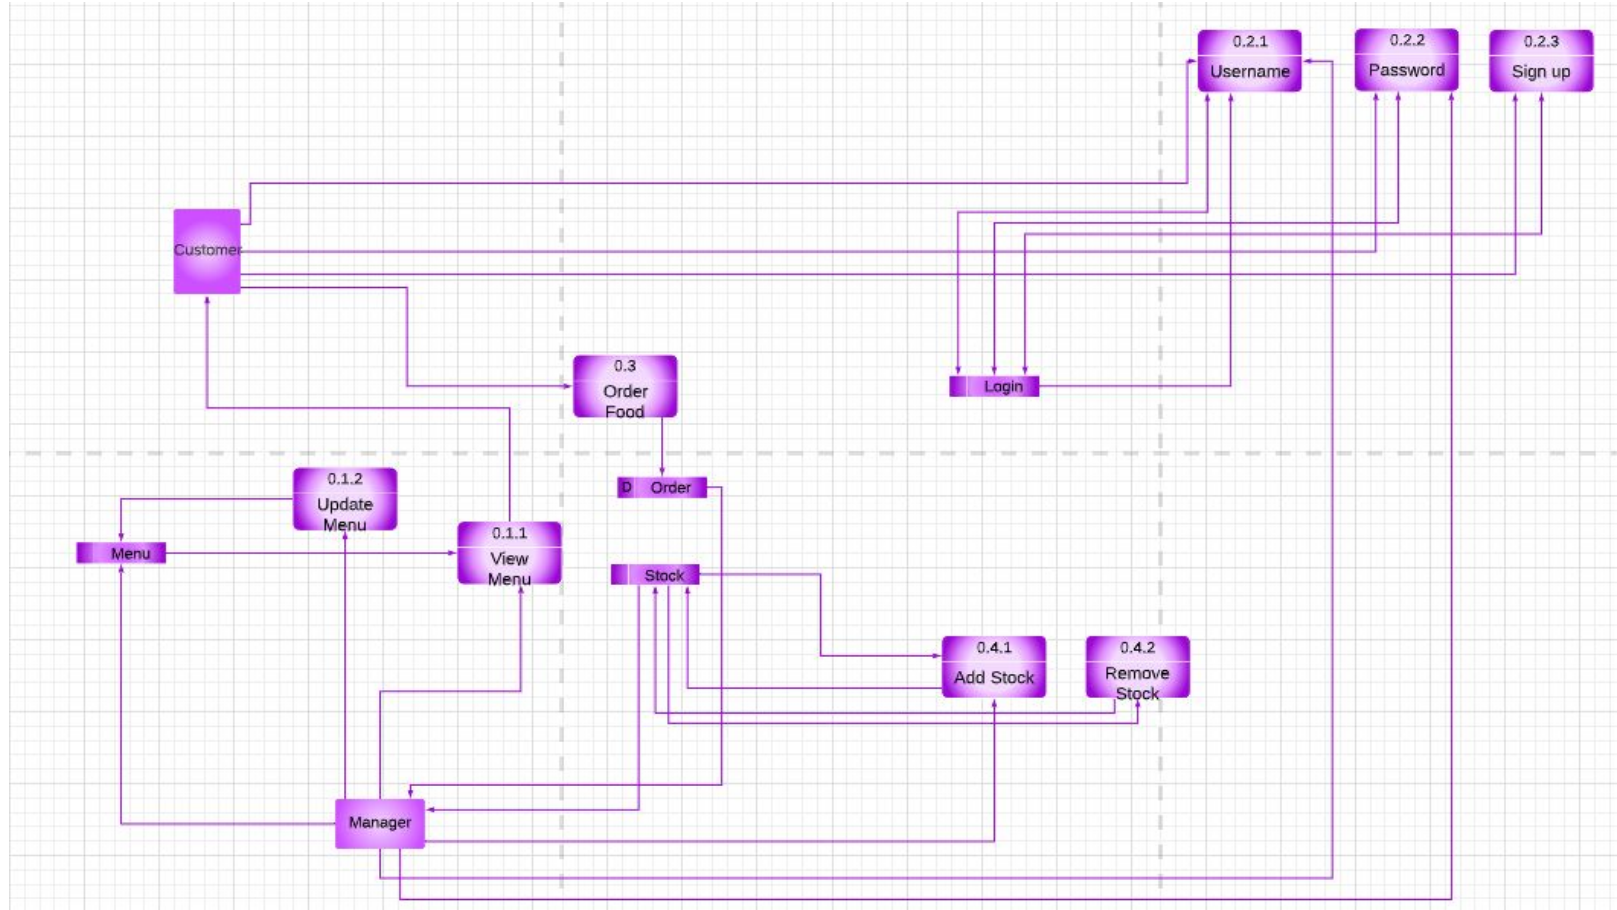 0.2.1
Username
0.2.2
Password
0.2.3
Sign up
Customer
0.3
Order
Food
Login
0.1.2
Update
Menu
D Order
0.1.1
View
Menu
Menu
Stock
0.4.1
Add Stock
0.4.2
Remove
Stock
Manager